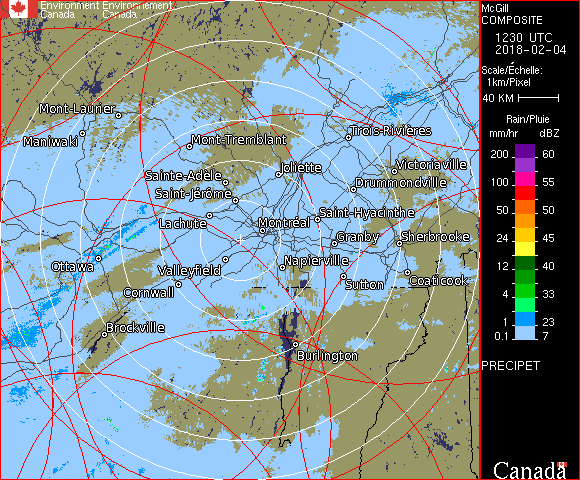 Environment Environnement
Canada Canada
McGill
COMPOSITE
1230 UTC
2018-02-04
Scale/Échelle:
1km/Pixel
40 KM
Rain/Pluie
mm/hr dBZ
200 60
100 55
50 50
24 45
12 40
4 33
1 23
0.1 7
PRECIPET
Canada
Mont-Laurier
Maniwaki
Mont-Tremblant
Trois-Rivières
Sainte-Adèle
Joliette
Victoriaville
Saint-Jérôme
Drummondville
Lachute
Montréal
Saint-Hyacinthe
Granby
Sherbrooke
Ottawa
Valleyfield
Napierville
Cornwall
Sutton
Coaticook
Brockville
Burlington